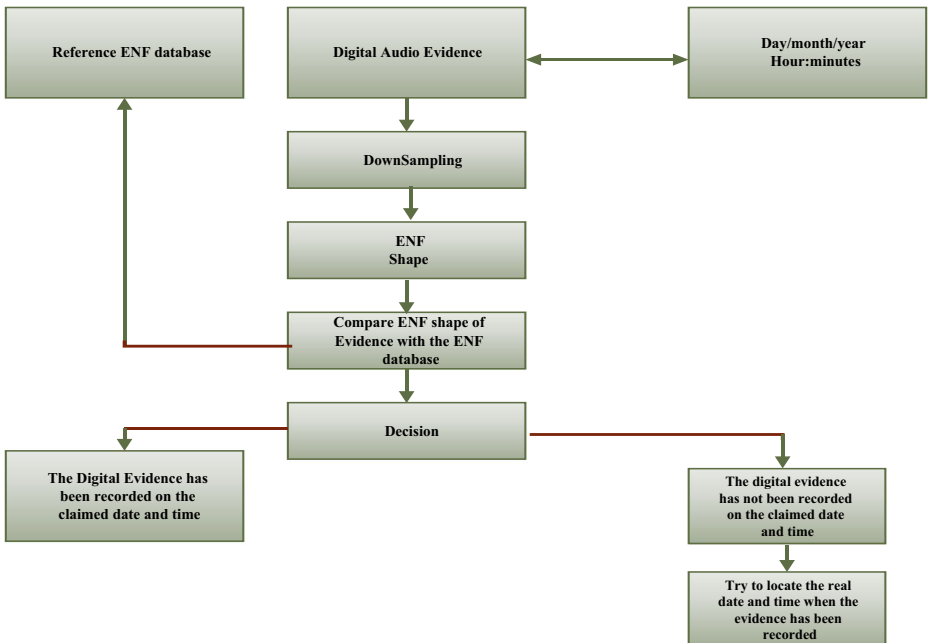 Reference ENF database
Digital Audio Evidence
Day/month/year
Hour:minutes
DownSampling
ENF
Shape
Compare ENF shape of
Evidence with the ENF
database
Decision
The Digital Evidence has
been recorded on the
claimed date and time
The digital evidence
has not been recorded
on the claimed date
and time
Try to locate the real
date and time when the
evidence has been
recorded